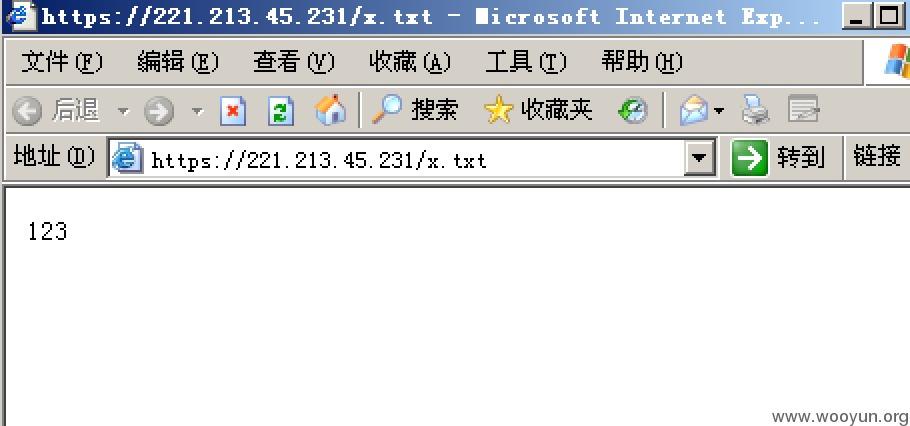 https://221.213.45.231/x.txt - Microsoft Internet Exp...
文件(F) 编辑(E) 查看(V) 收藏(A) 工具(T) 帮助(H)
后退 搜索 收藏夹
地址(D) https://221.213.45.231/x.txt 转到 链接
123
www.wooyun.org